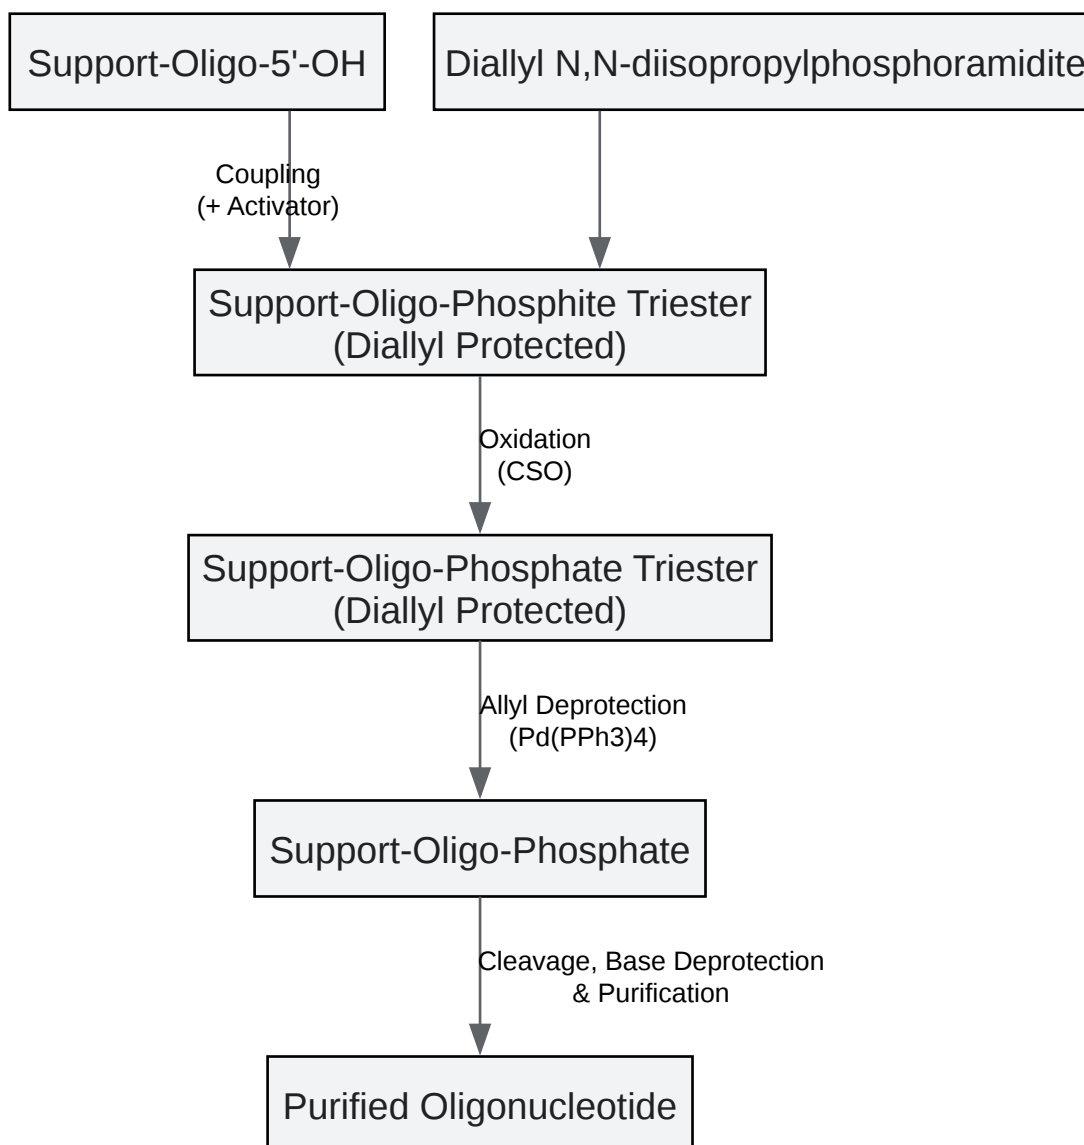 Support-Oligo-5'-OH
Diallyl N,N-diisopropylphosphoramidite
Coupling
(+ Activator)
Support-Oligo-Phosphite Triester
(Diallyl Protected)
Oxidation
(CSO)
Support-Oligo-Phosphate Triester
(Diallyl Protected)
Allyl Deprotection
(Pd(PPh3)4)
Support-Oligo-Phosphate
Cleavage, Base Deprotection
& Purification
Purified Oligonucleotide